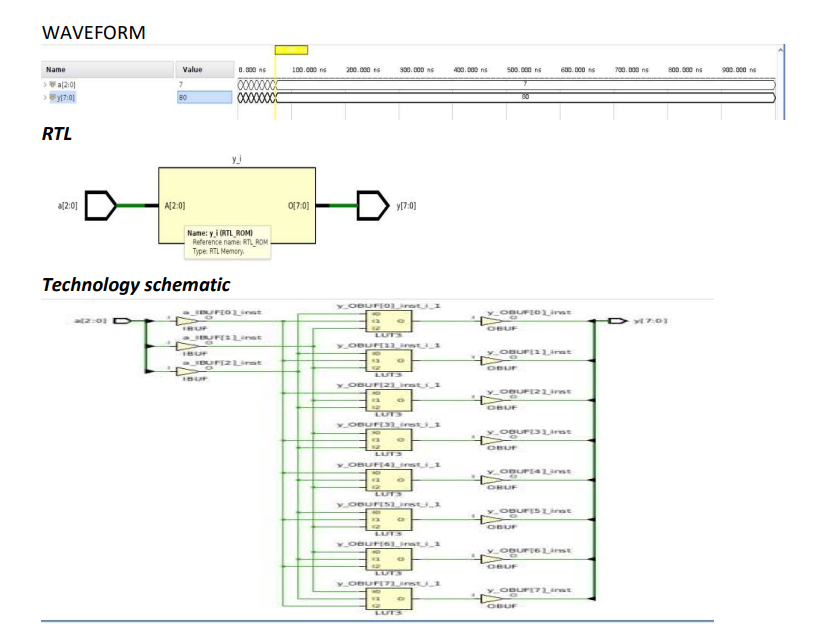 WAVEFORM
Name Value 0.000 ns 100.000 ns 200.000 ns 300.000 ns 400.000 ns 500.000 ns 600.000 ns 700.000 ns 800.000 ns 900.000 ns
a[2:0] 7 7
y[7:0] 80 80
RTL
y_i
a[2:0] A[2:0] O[7:0] y[7:0]
Name: y_i (RTL_ROM)
Reference name: RTL_ROM
Type: RTL Memory.
Technology schematic
a[2:0]
a_IBUF[0]_inst
I O
IBUF
a_IBUF[1]_inst
I O
IBUF
a_IBUF[2]_inst
I O
IBUF
y_OBUF[0]_inst_i_1
I0
I1 O
I2
LUT3
y_OBUF[1]_inst_i_1
I0
I1 O
I2
LUT3
y_OBUF[2]_inst_i_1
I0
I1 O
I2
LUT3
y_OBUF[3]_inst_i_1
I0
I1 O
I2
LUT3
y_OBUF[4]_inst_i_1
I0
I1 O
I2
LUT3
y_OBUF[5]_inst_i_1
I0
I1 O
I2
LUT3
y_OBUF[6]_inst_i_1
I0
I1 O
I2
LUT3
y_OBUF[7]_inst_i_1
I0
I1 O
I2
LUT3
y_OBUF[0]_inst
I O
OBUF
y_OBUF[1]_inst
I O
OBUF
y_OBUF[2]_inst
I O
OBUF
y_OBUF[3]_inst
I O
OBUF
y_OBUF[4]_inst
I O
OBUF
y_OBUF[5]_inst
I O
OBUF
y_OBUF[6]_inst
I O
OBUF
y_OBUF[7]_inst
I O
OBUF
y[7:0]